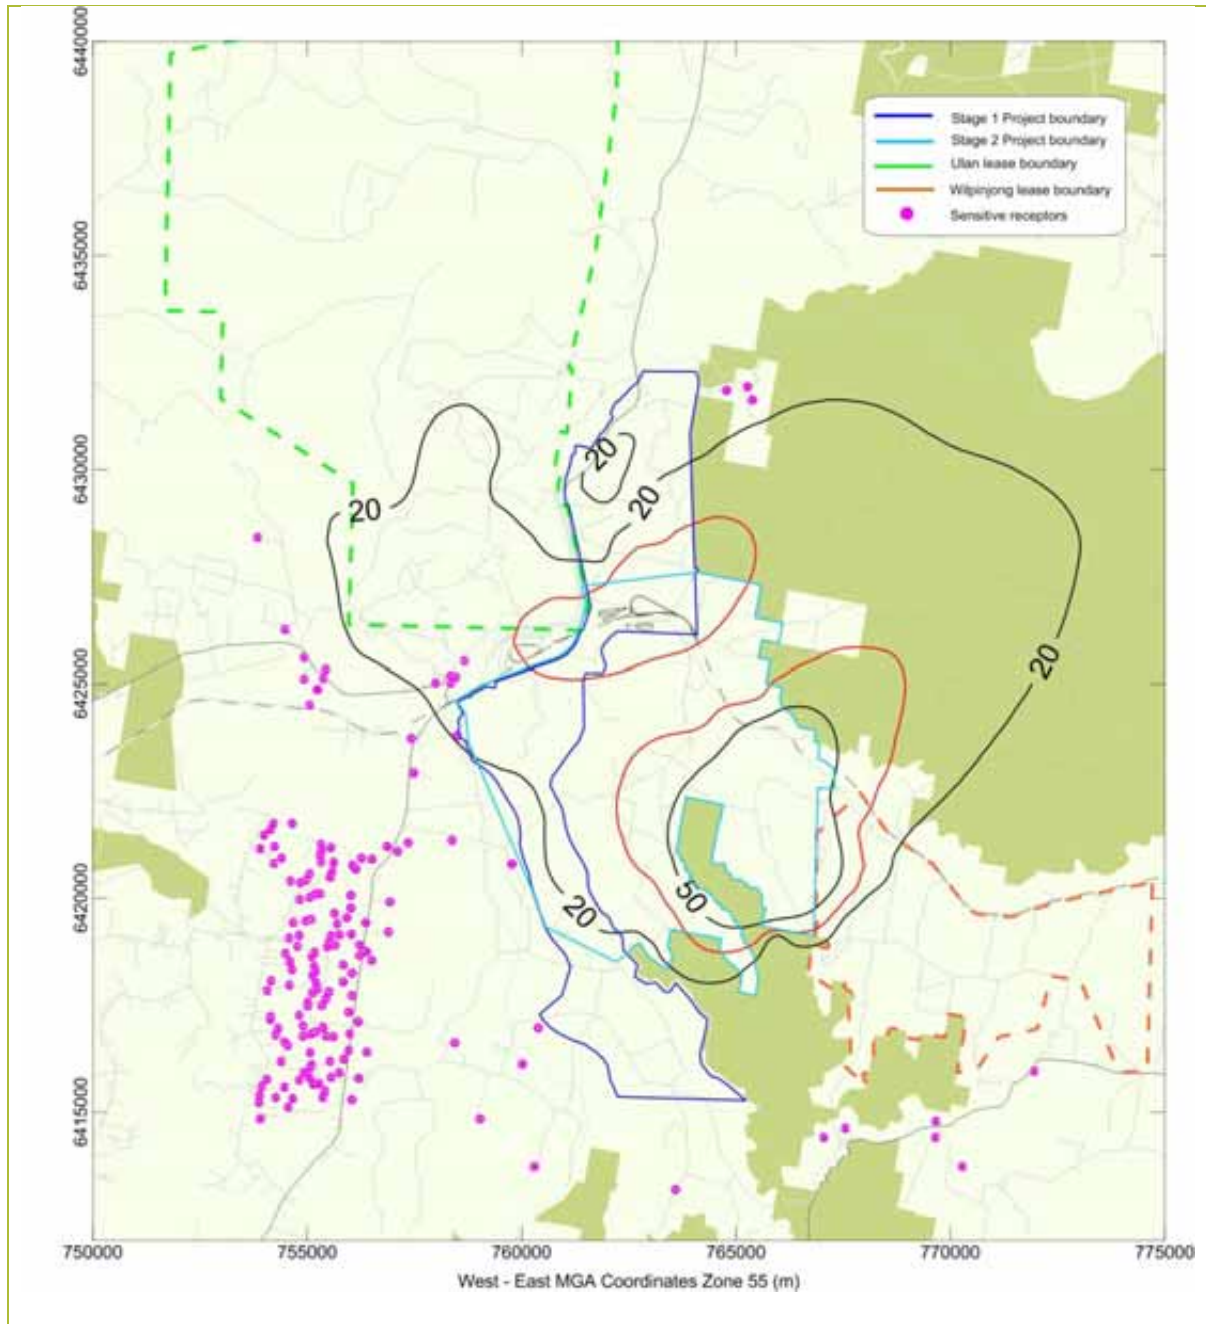 6440000
Stage 1 Project boundary
Stage 2 Project boundary
Ulan lease boundary
Wilpinjong lease boundary
Sensitive receptors
6435000
6430000
20
20
20
20
6425000
50
20
6420000
6415000
750000 755000 760000 765000 770000 775000
West - East MGA Coordinates Zone 55 (m)